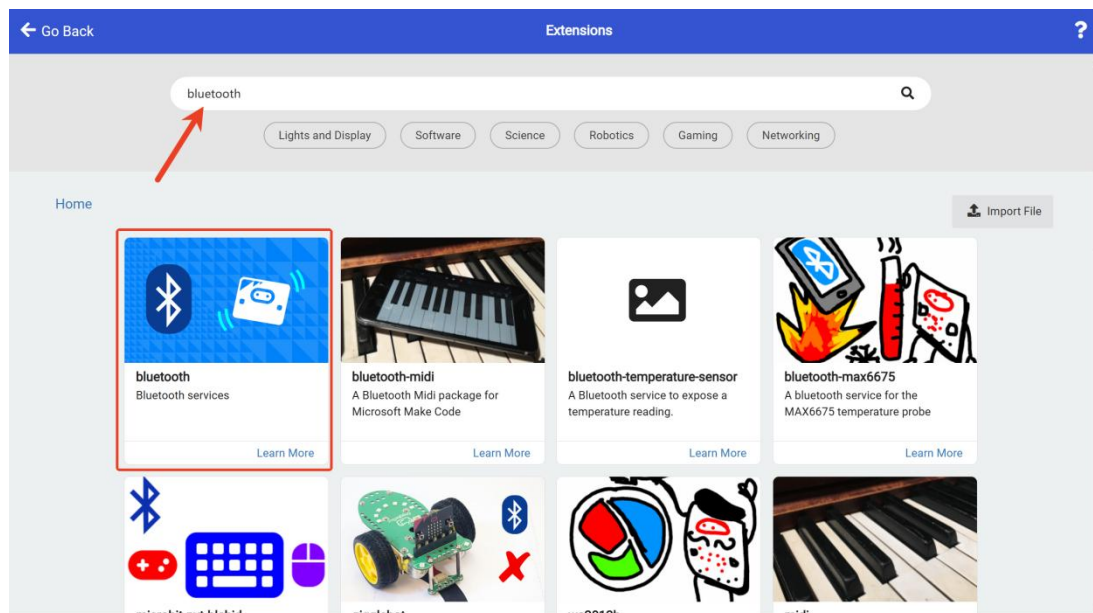 Go Back
Extensions
?
bluetooth
Lights and Display
Software
Science
Robotics
Gaming
Networking
Home
Import File
bluetooth
Bluetooth services
Learn More
bluetooth-midi
A Bluetooth Midi package for
Microsoft Make Code
Learn More
bluetooth-temperature-sensor
A Bluetooth service to expose a
temperature reading.
Learn More
bluetooth-max6675
A bluetooth service for the
MAX6675 temperature probe
Learn More